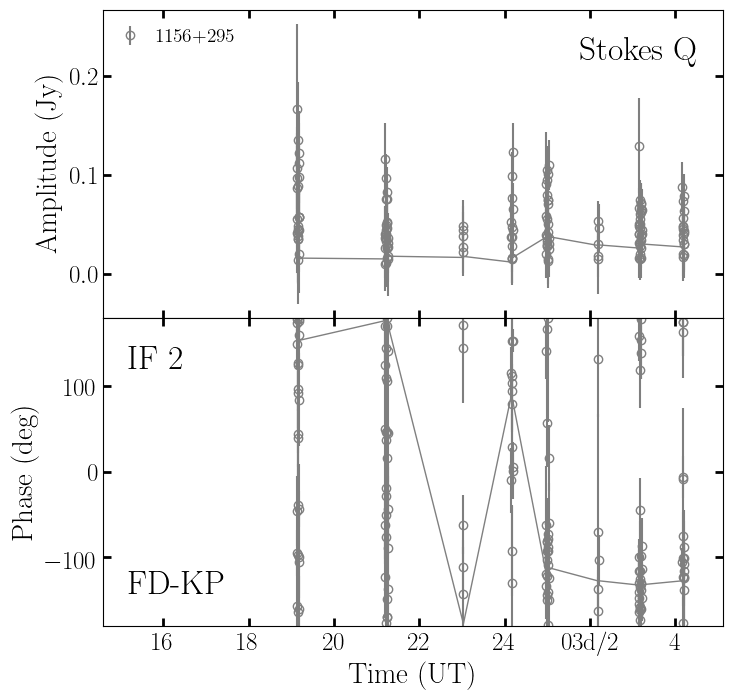 1156+295
Stokes Q
0.2
0.1
0.0
Amplitude (Jy)
IF 2
100
0
−100
Phase (deg)
FD-KP
16 18 20 22 24 03d/2 4
Time (UT)